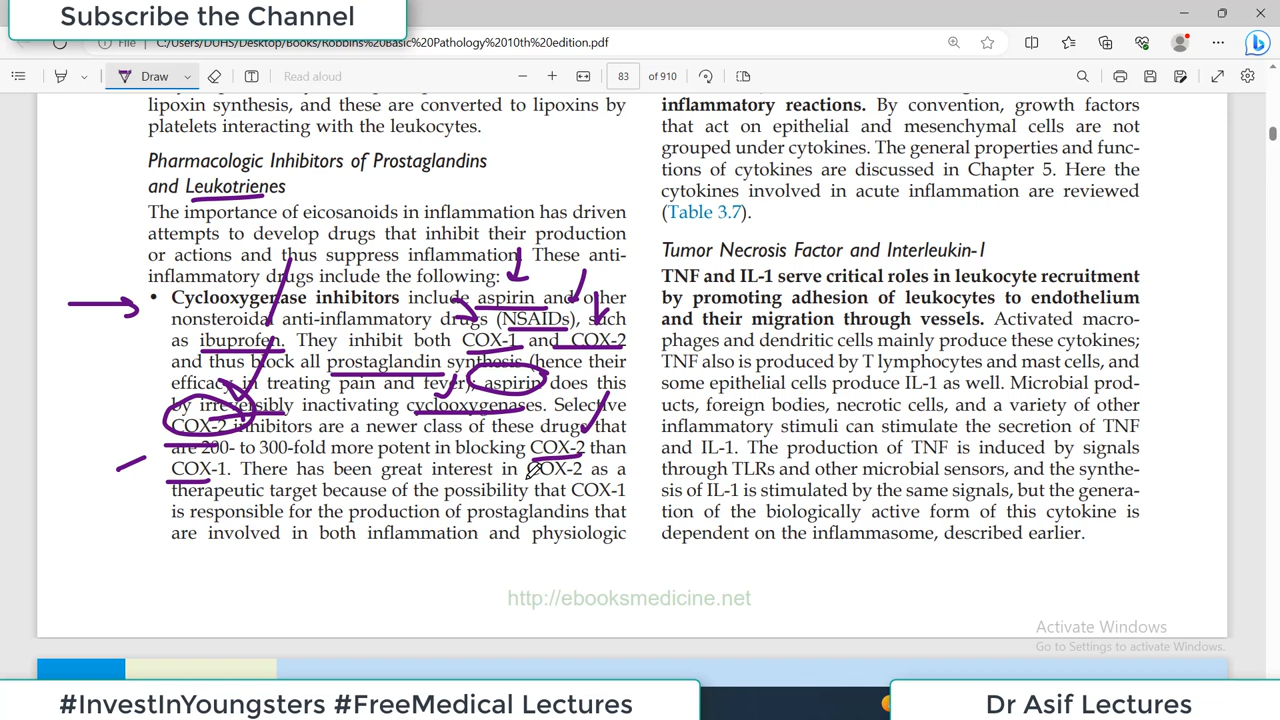 Subscribe the Channel
File
C:/Users/DUHS/Desktop/Books/Robbins%20Basic%20Pathology%2010th%20edition.pdf
Draw
Read aloud
83
of 910
lipoxin synthesis, and these are converted to lipoxins by
platelets interacting with the leukocytes.
Pharmacologic Inhibitors of Prostaglandins
and Leukotrienes
The importance of eicosanoids in inflammation has driven
attempts to develop drugs that inhibit their production
or actions and thus suppress inflammation. These anti-
inflammatory drugs include the following:
• Cyclooxygenase inhibitors include aspirin and other
nonsteroidal anti-inflammatory drugs (NSAIDs), such
as ibuprofen. They inhibit both COX-1 and COX-2
and thus block all prostaglandin synthesis (hence their
efficacy in treating pain and fever); aspirin does this
by irreversibly inactivating cyclooxygenases. Selective
COX-2 inhibitors are a newer class of these drugs that
are 200- to 300-fold more potent in blocking COX-2 than
COX-1. There has been great interest in COX-2 as a
therapeutic target because of the possibility that COX-1
is responsible for the production of prostaglandins that
are involved in both inflammation and physiologic
inflammatory reactions. By convention, growth factors
that act on epithelial and mesenchymal cells are not
grouped under cytokines. The general properties and func-
tions of cytokines are discussed in Chapter 5. Here the
cytokines involved in acute inflammation are reviewed
(Table 3.7).
Tumor Necrosis Factor and Interleukin-1
TNF and IL-1 serve critical roles in leukocyte recruitment
by promoting adhesion of leukocytes to endothelium
and their migration through vessels. Activated macro-
phages and dendritic cells mainly produce these cytokines;
TNF also is produced by T lymphocytes and mast cells, and
some epithelial cells produce IL-1 as well. Microbial prod-
ucts, foreign bodies, necrotic cells, and a variety of other
inflammatory stimuli can stimulate the secretion of TNF
and IL-1. The production of TNF is induced by signals
through TLRs and other microbial sensors, and the synthe-
sis of IL-1 is stimulated by the same signals, but the genera-
tion of the biologically active form of this cytokine is
dependent on the inflammasome, described earlier.
http://ebooksmedicine.net
Activate Windows
Go to Settings to activate Windows.
#InvestInYoungsters #FreeMedical Lectures
Dr Asif Lectures